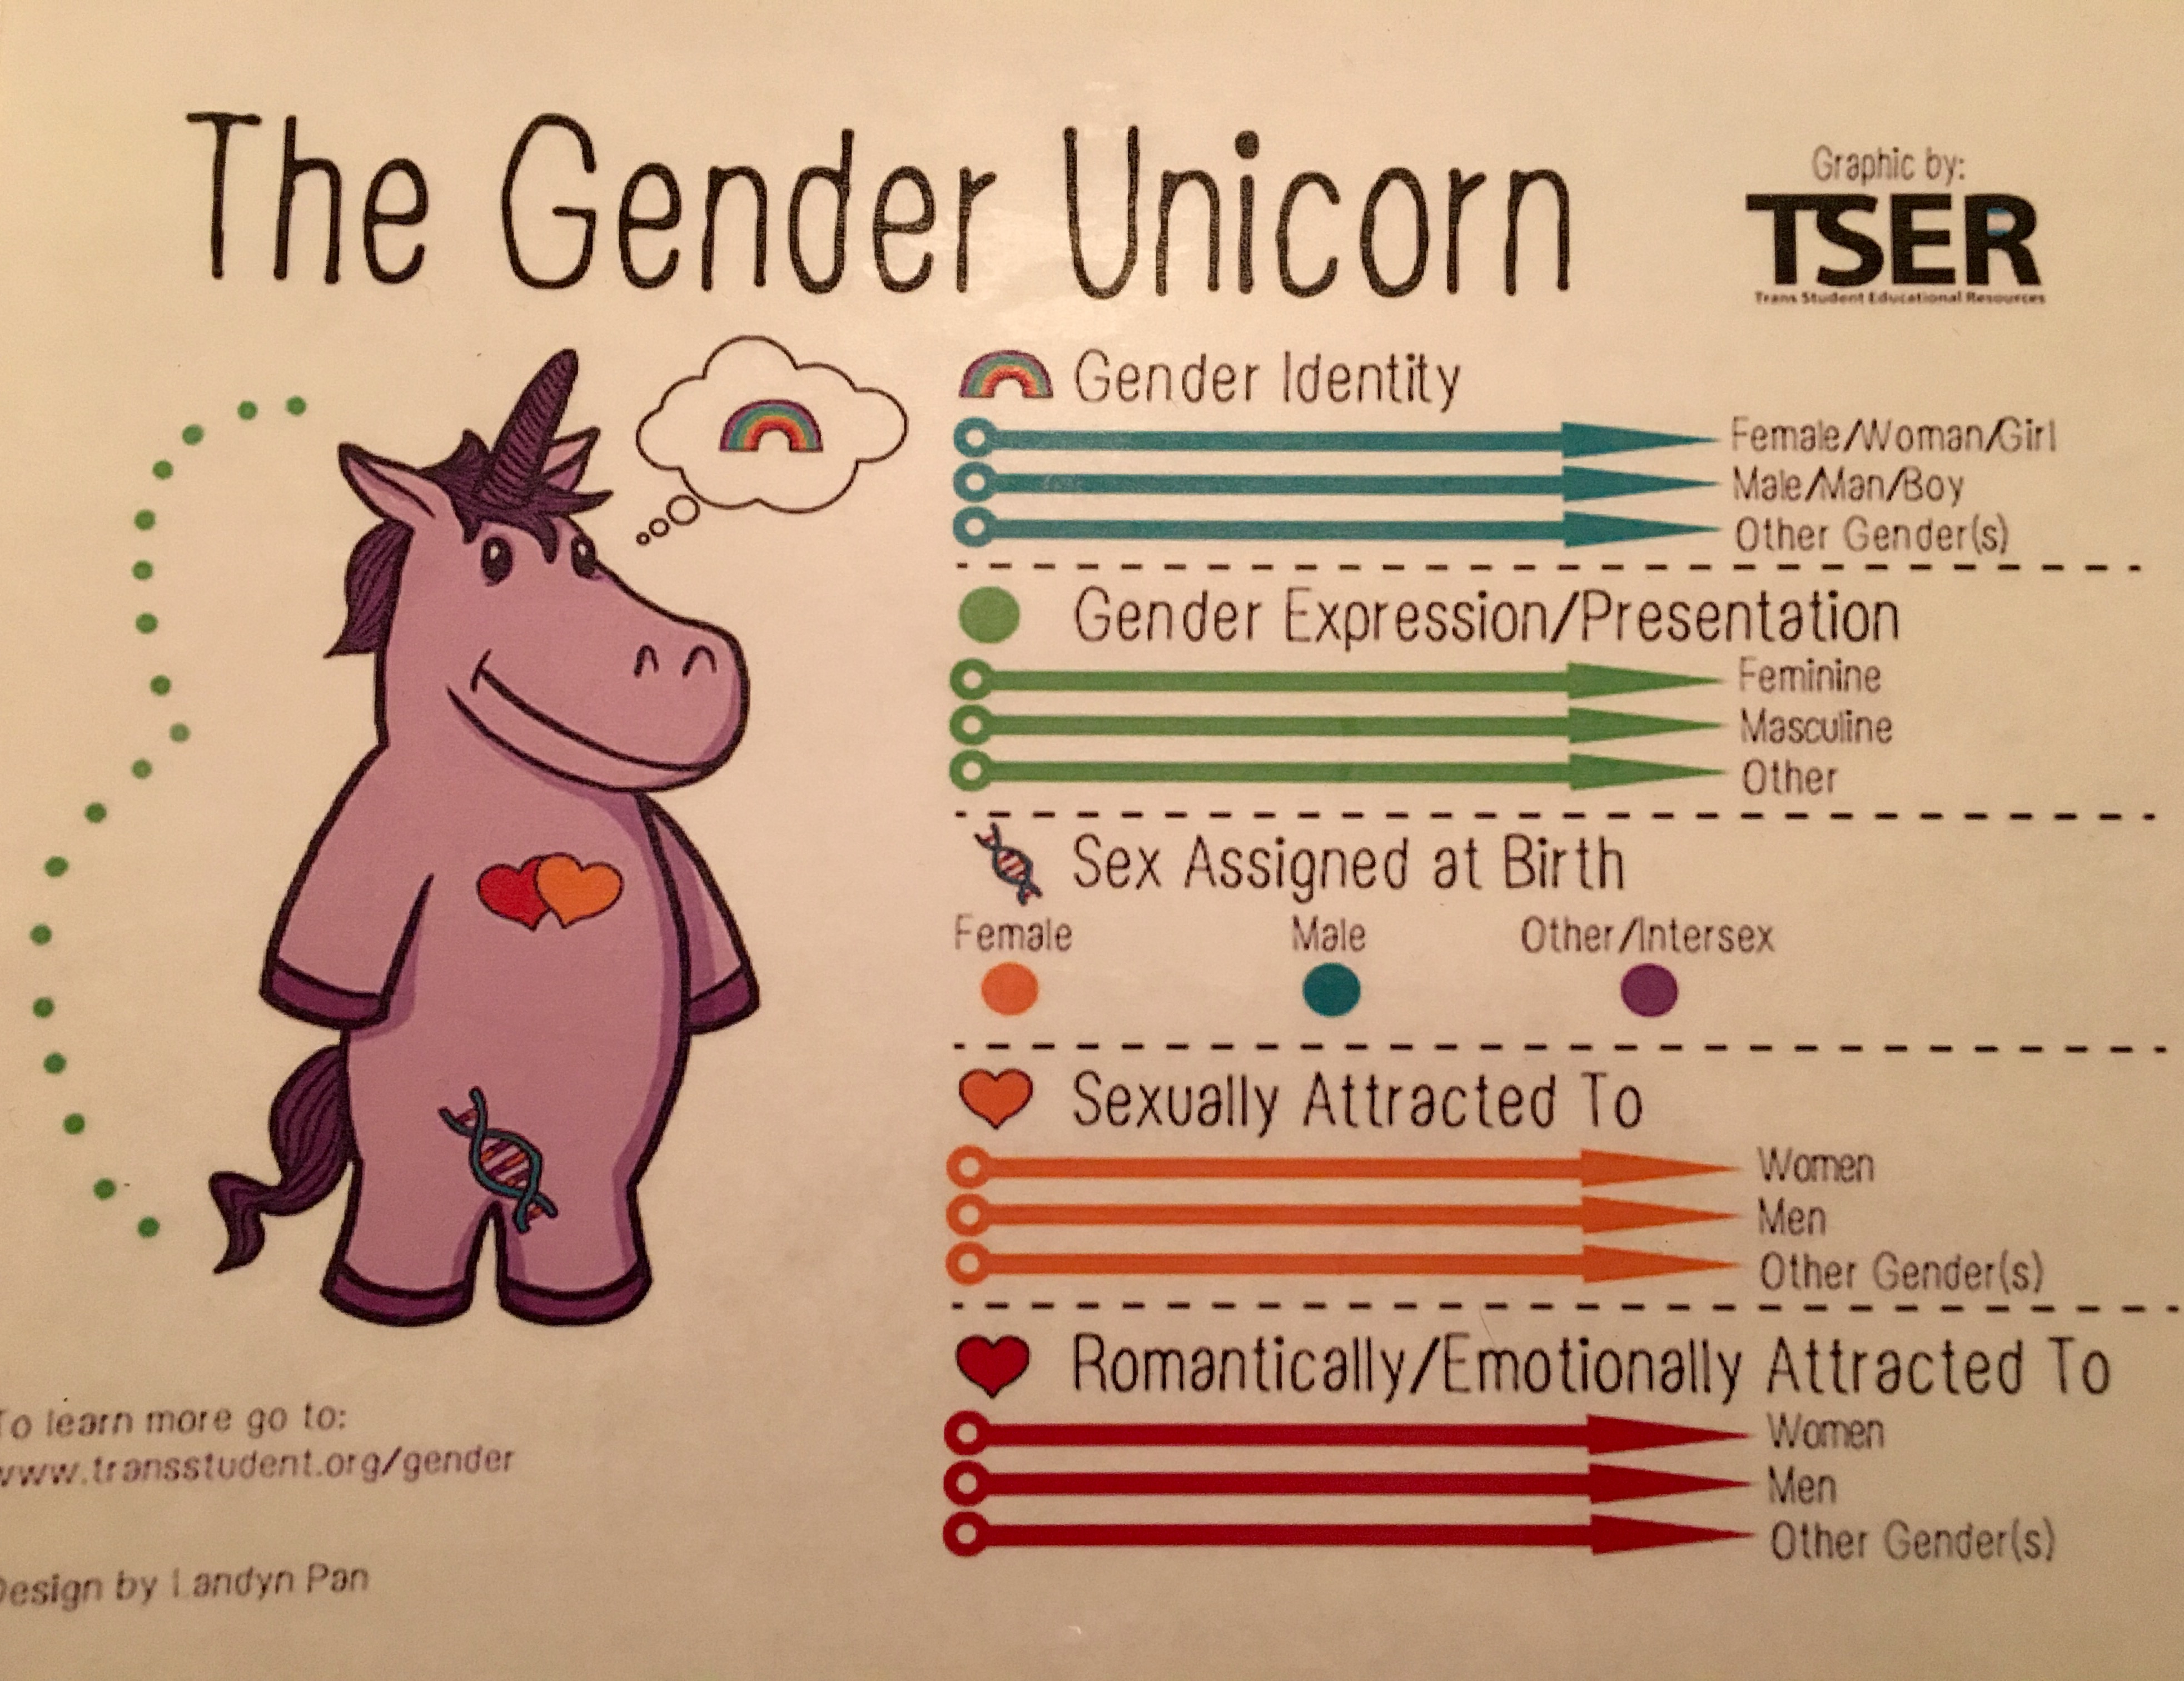 The Gender Unicorn
Graphic by:
TSER
Trans Student Educational Resources
Gender Identity
Female/Woman/Girl
Male/Man/Boy
Other Gender(s)
Gender Expression/Presentation
Feminine
Masculine
Other
Sex Assigned at Birth
Female Male Other/Intersex
Sexually Attracted To
Women
Men
Other Gender(s)
Romantically/Emotionally Attracted To
Women
Men
Other Gender(s)
To learn more go to:
www.transstudent.org/gender
Design by Landyn Pan